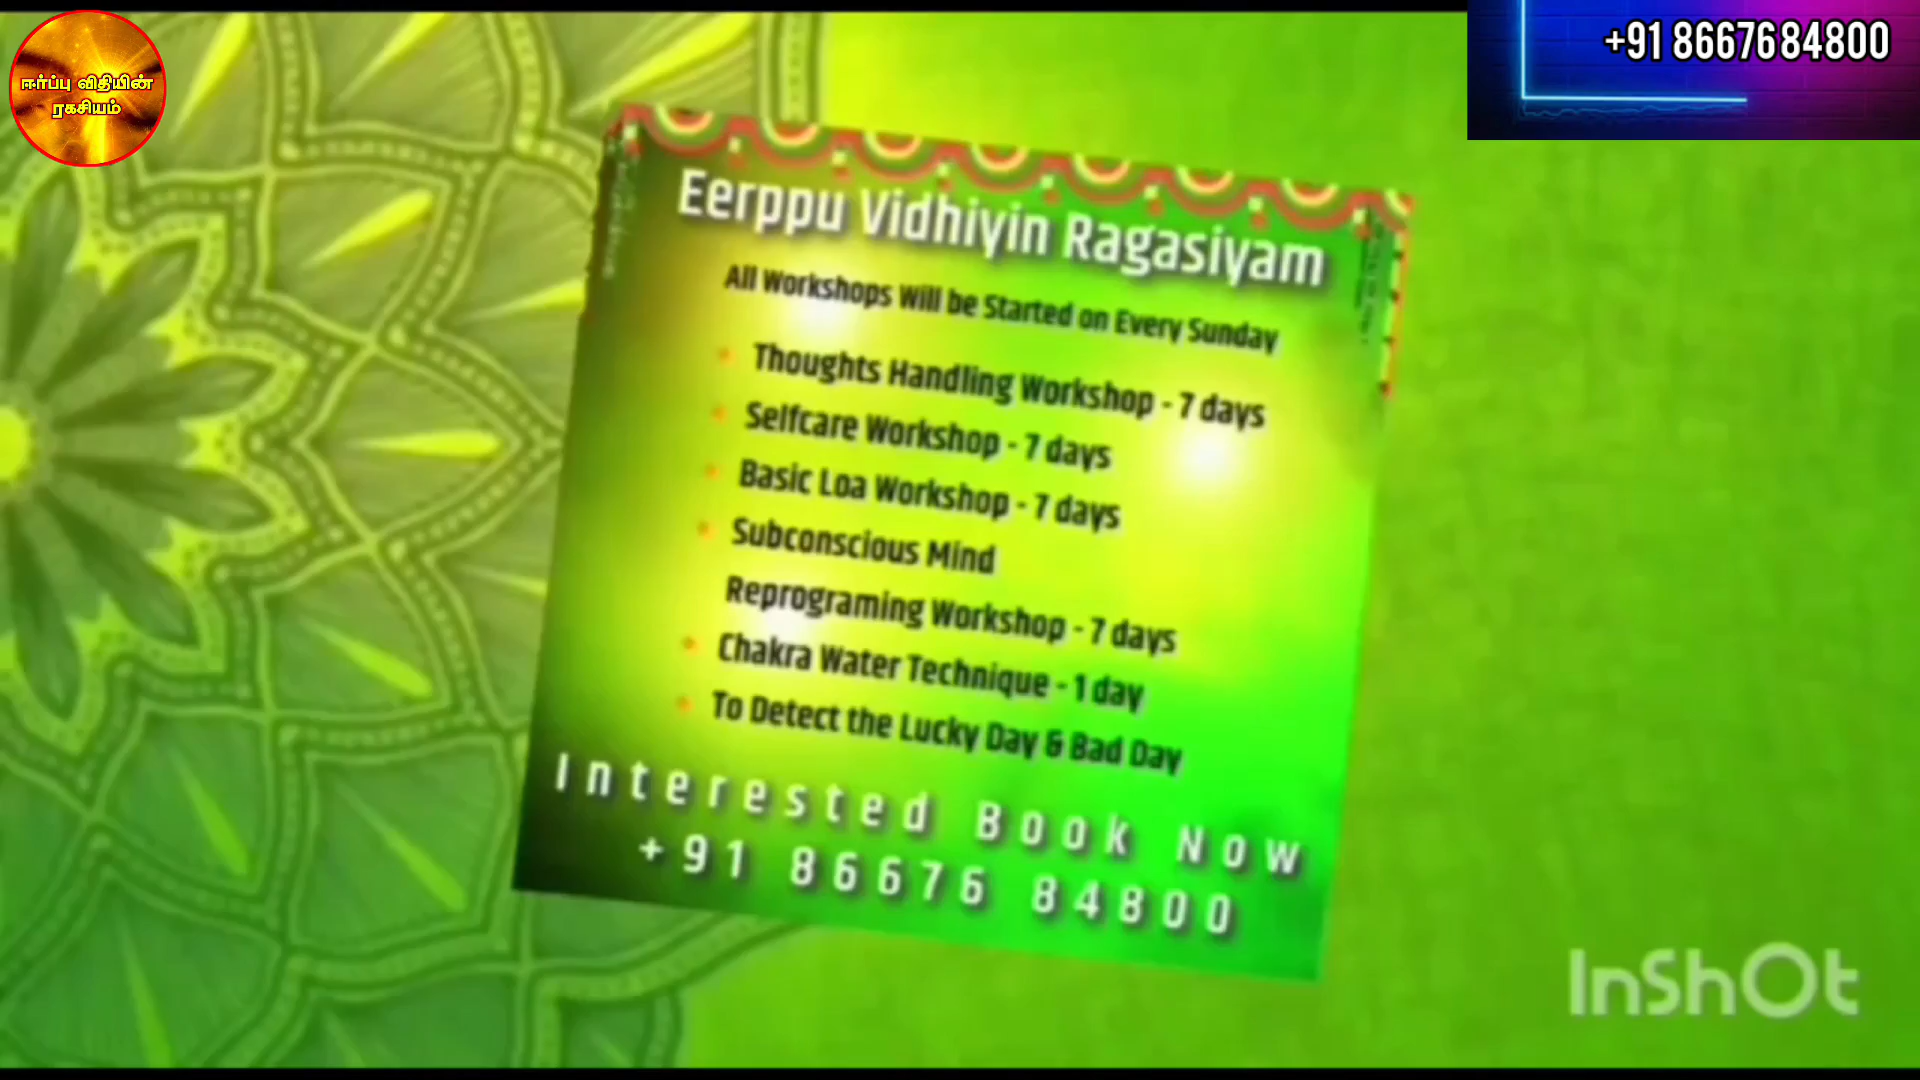 ஈர்ப்பு விதியின்
ரகசியம்
+91 8667684800
Eerppu Vidhiyin Ragasiyam
All Workshops Will be Started on Every Sunday
Thoughts Handling Workshop - 7 days
Selfcare Workshop - 7 days
Basic Loa Workshop - 7 days
Subconscious Mind
Reprograming Workshop - 7 days
Chakra Water Technique - 1 day
To Detect the Lucky Day & Bad Day
Interested Book Now
+91 86676 84800
InShOt